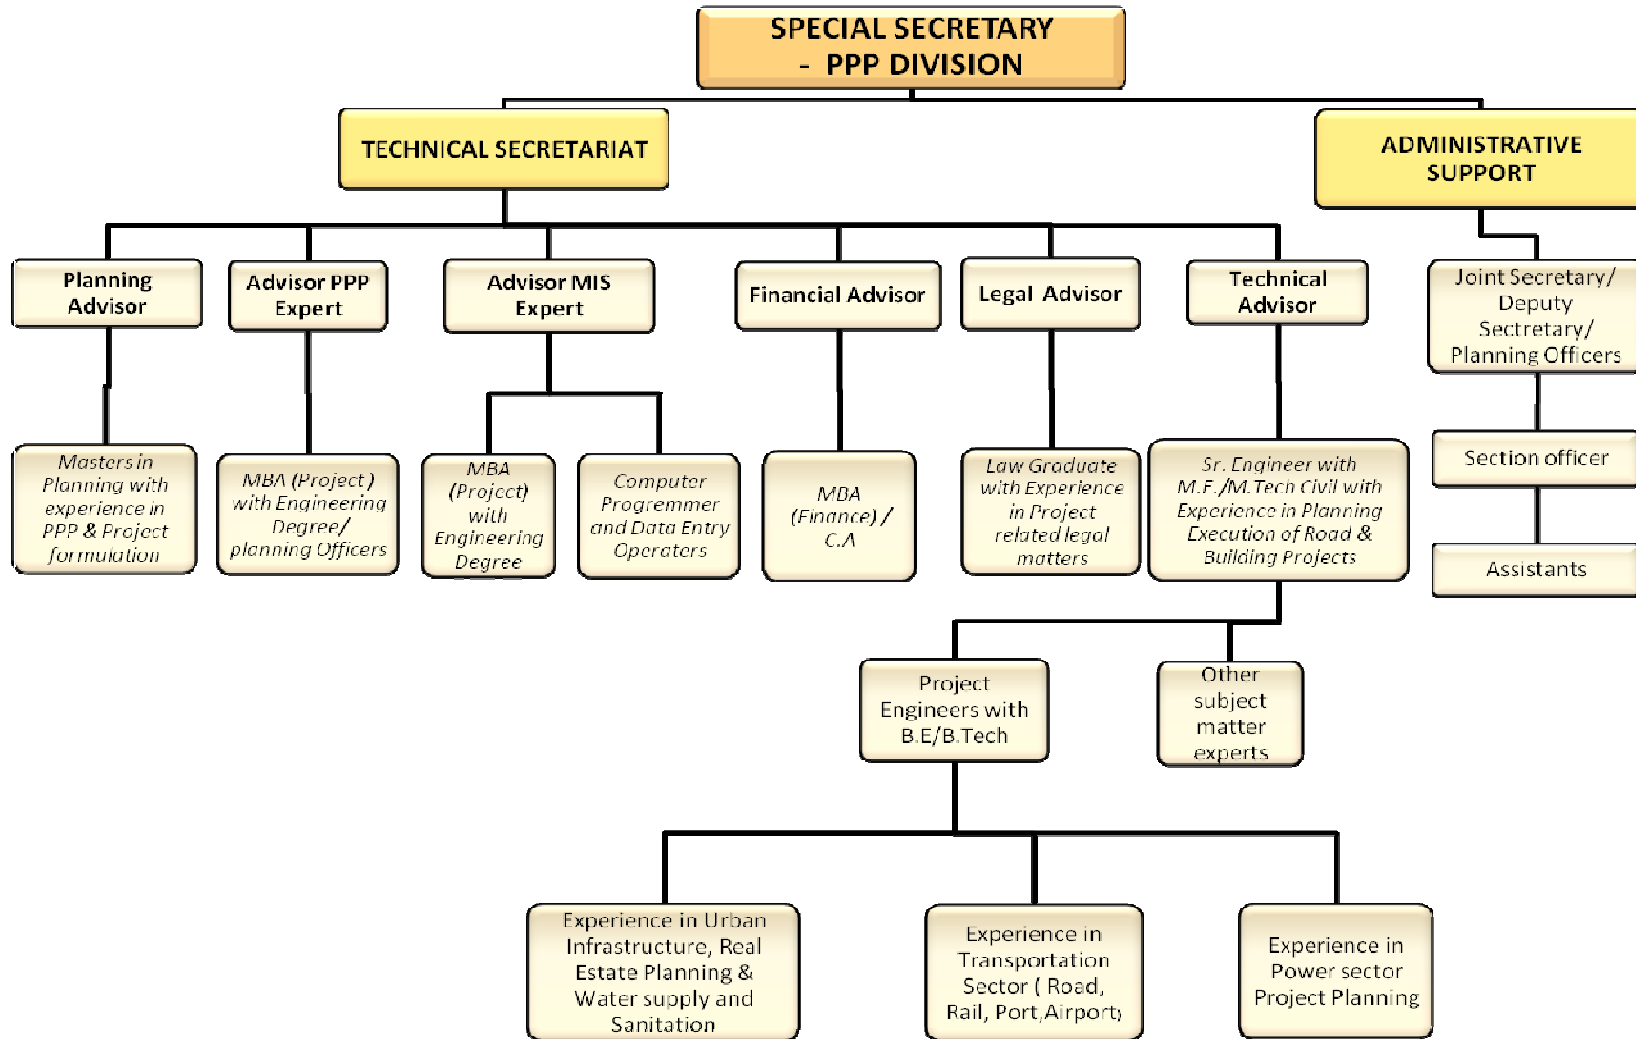 SPECIAL SECRETARY
- PPP DIVISION
TECHNICAL SECRETARIAT
ADMINISTRATIVE
SUPPORT
Planning
Advisor
Advisor PPP
Expert
Advisor MIS
Expert
Financial Advisor
Legal Advisor
Technical
Advisor
Joint Secretary/
Deputy
Sectretary/
Planning Officers
Masters in
Planning with
experience in
PPP & Project
formulation
MBA (Project )
with Engineering
Degree/
planning Officers
MBA
(Project)
with
Engineering
Degree
Computer
Progrmmer
and Data Entry
Operators
MBA
(Finance) /
C.A
Law Graduate
with Experience
in Project
related legal
matters
Sr. Engineer with
M.E./M.Tech Civil with
Experience in Planning
Execution of Road &
Building Projects
Section officer
Assistants
Project
Engineers with
B.E/B.Tech
Other
subject
matter
experts
Experience in Urban
Infrastructure, Real
Estate Planning &
Water supply and
Sanitation
Experience in
Transportation
Sector ( Road,
Rail, Port,Airport)
Experience in
Power sector
Project Planning